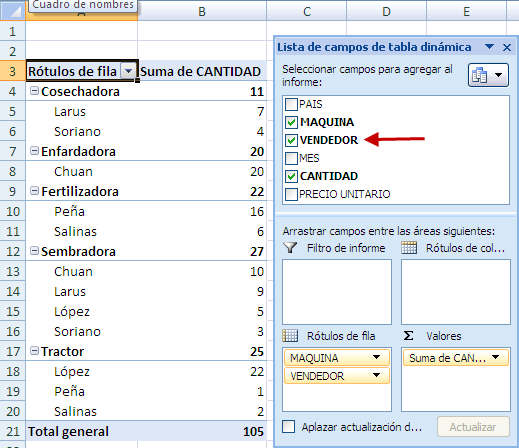 Cuadro de nombres
A B C D E
1
2
3 Rótulos de fila Suma de CANTIDAD
4 Cosechadora 11
5 Larus 7
6 Soriano 4
7 Enfardadora 20
8 Chuan 20
9 Fertilizadora 22
10 Peña 16
11 Salinas 6
12 Sembradora 27
13 Chuan 10
14 Larus 9
15 López 5
16 Soriano 3
17 Tractor 25
18 López 22
19 Peña 1
20 Salinas 2
21 Total general 105
Lista de campos de tabla dinámica
Seleccionar campos para agregar al
informe:
PAIS
MAQUINA
VENDEDOR
MES
CANTIDAD
PRECIO UNITARIO
Arrastrar campos entre las áreas siguientes:
Filtro de informe Rótulos de col...
Rótulos de fila Σ Valores
MAQUINA Suma de CAN...
VENDEDOR
Aplazar actualización d... Actualizar